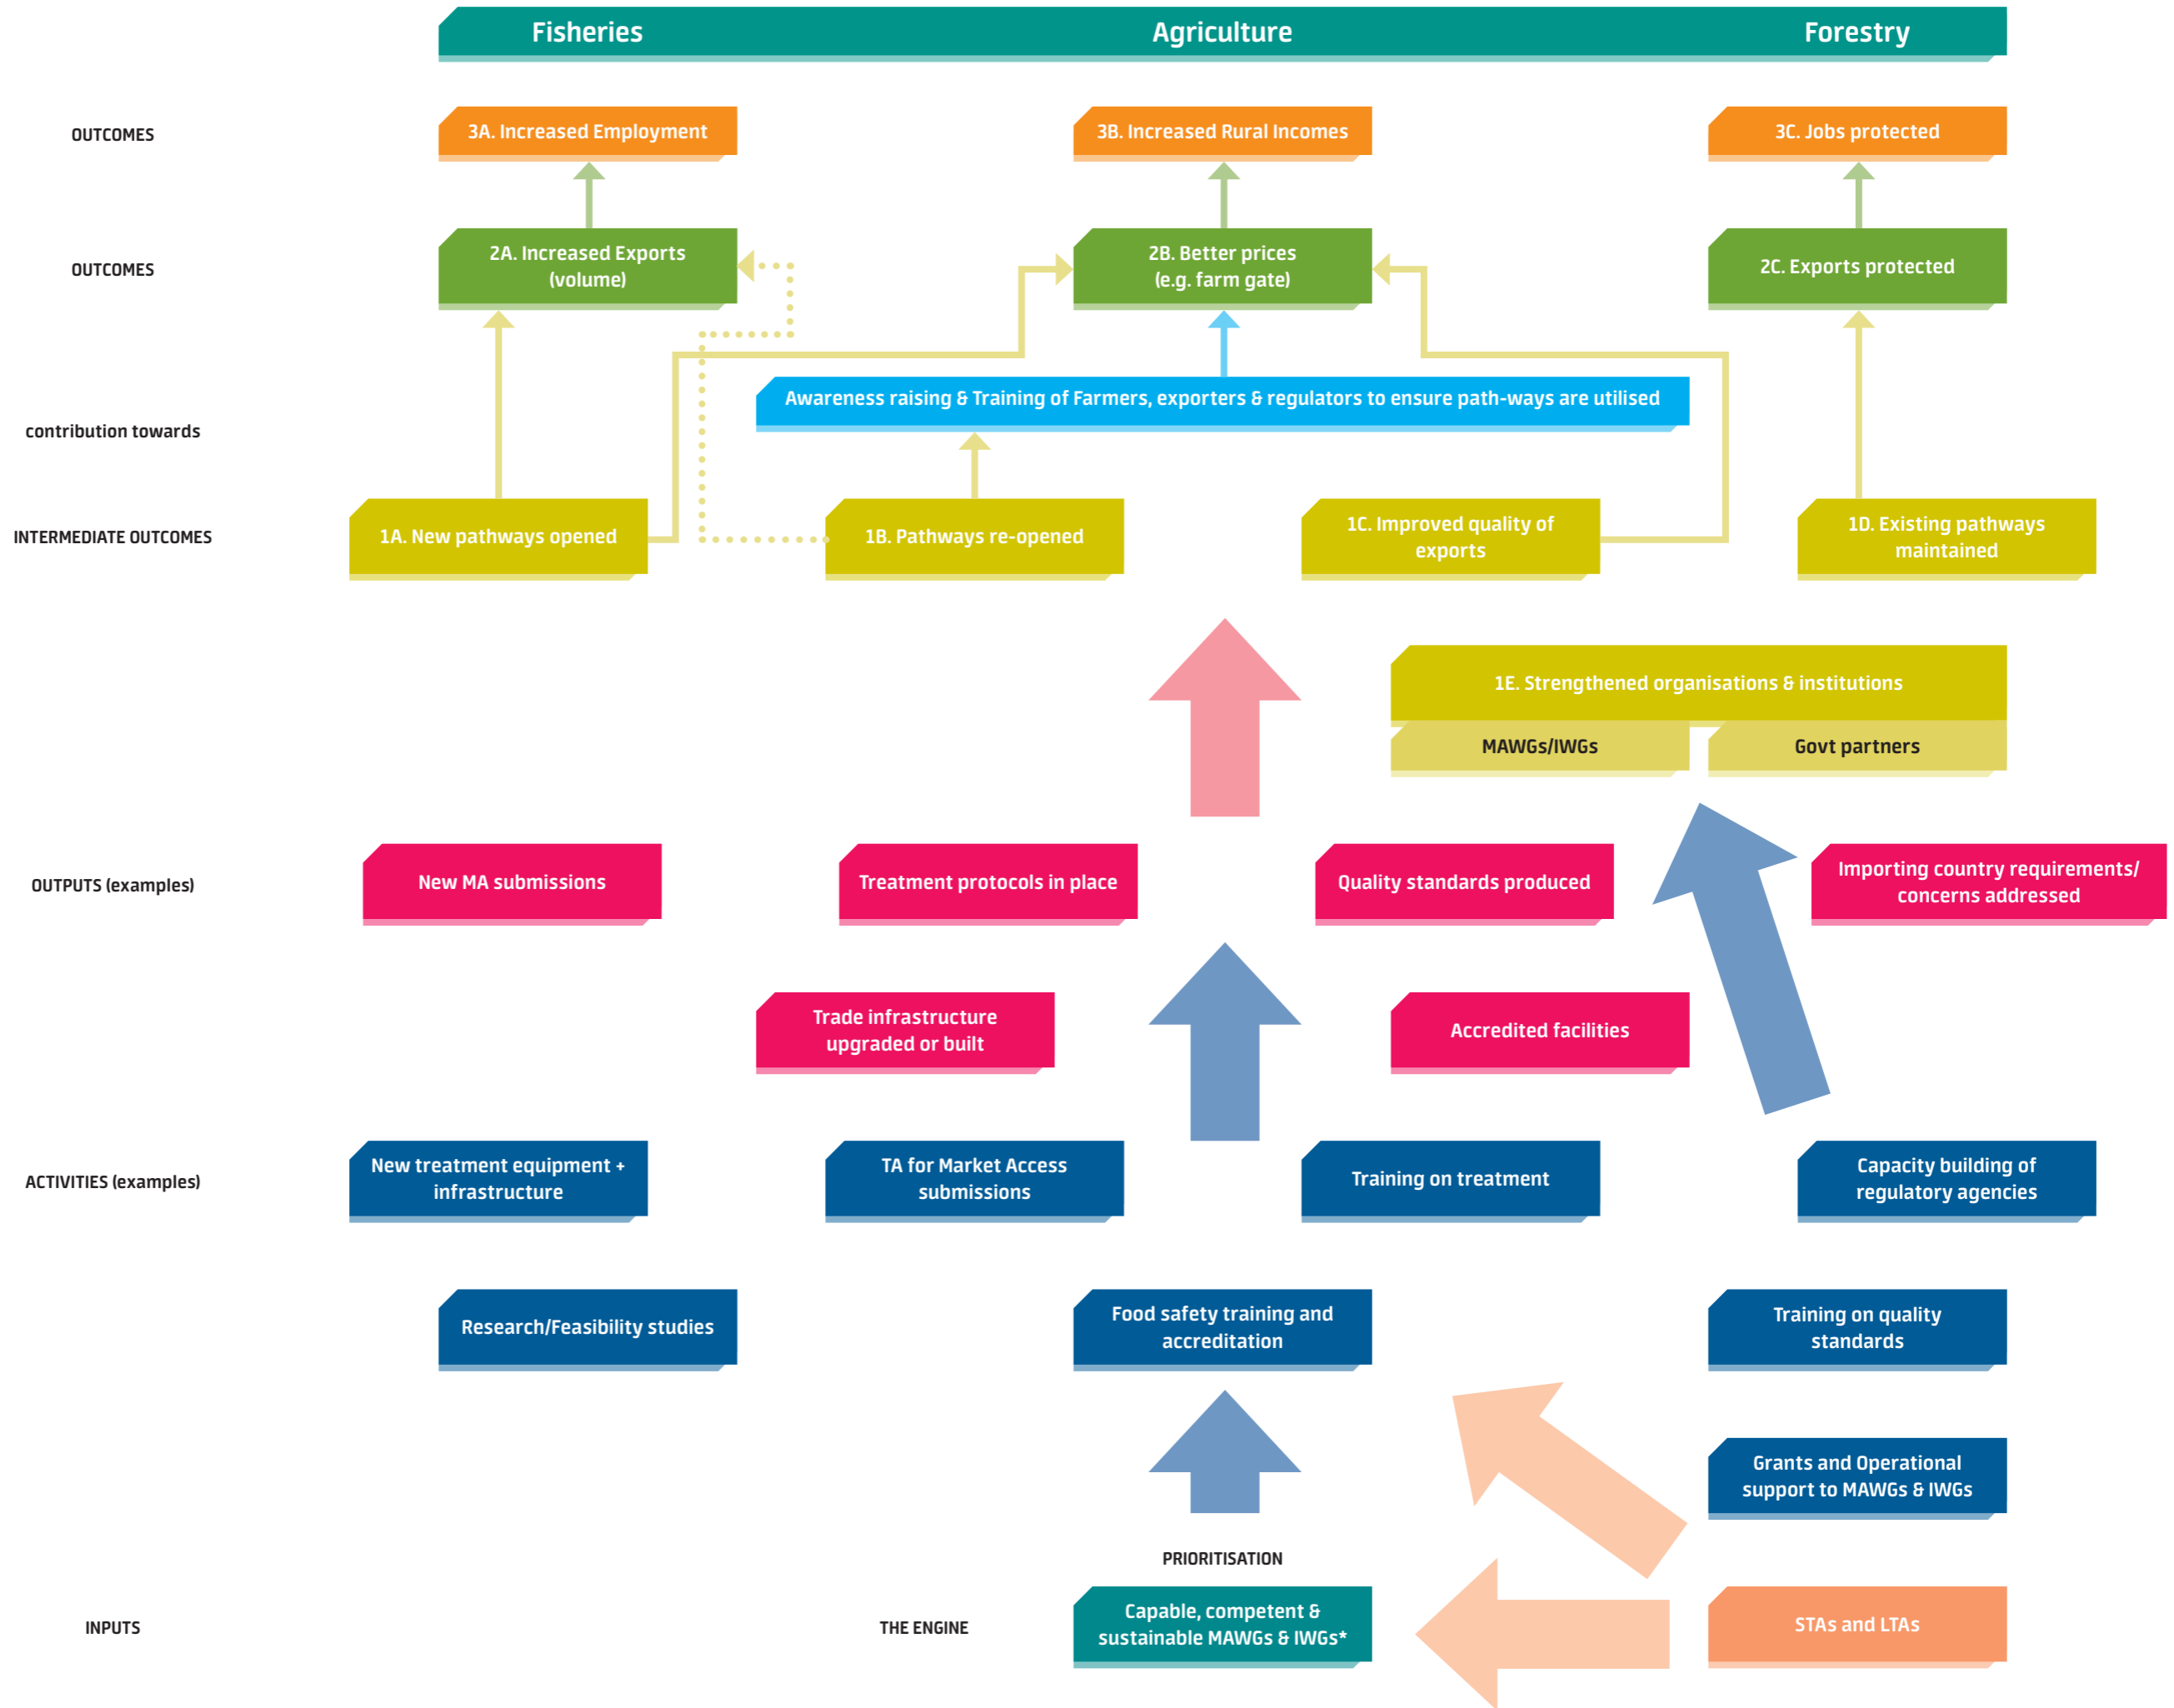 Fisheries Agriculture Forestry
OUTCOMES
3A. Increased Employment
3B. Increased Rural Incomes
3C. Jobs protected
OUTCOMES
2A. Increased Exports
(volume)
2B. Better prices
(e.g. farm gate)
2C. Exports protected
contribution towards
Awareness raising & Training of Farmers, exporters & regulators to ensure path-ways are utilised
INTERMEDIATE OUTCOMES
1A. New pathways opened
1B. Pathways re-opened
1C. Improved quality of
exports
1D. Existing pathways
maintained
1E. Strengthened organisations & institutions
MAWGs/IWGs
Govt partners
OUTPUTS (examples)
New MA submissions
Treatment protocols in place
Quality standards produced
Importing country requirements/
concerns addressed
Trade infrastructure
upgraded or built
Accredited facilities
ACTIVITIES (examples)
New treatment equipment +
infrastructure
TA for Market Access
submissions
Training on treatment
Capacity building of
regulatory agencies
Research/Feasibility studies
Food safety training and
accreditation
Training on quality
standards
Grants and Operational
support to MAWGs & IWGs
PRIORITISATION
INPUTS
THE ENGINE
Capable, competent &
sustainable MAWGs & IWGs*
STAs and LTAs